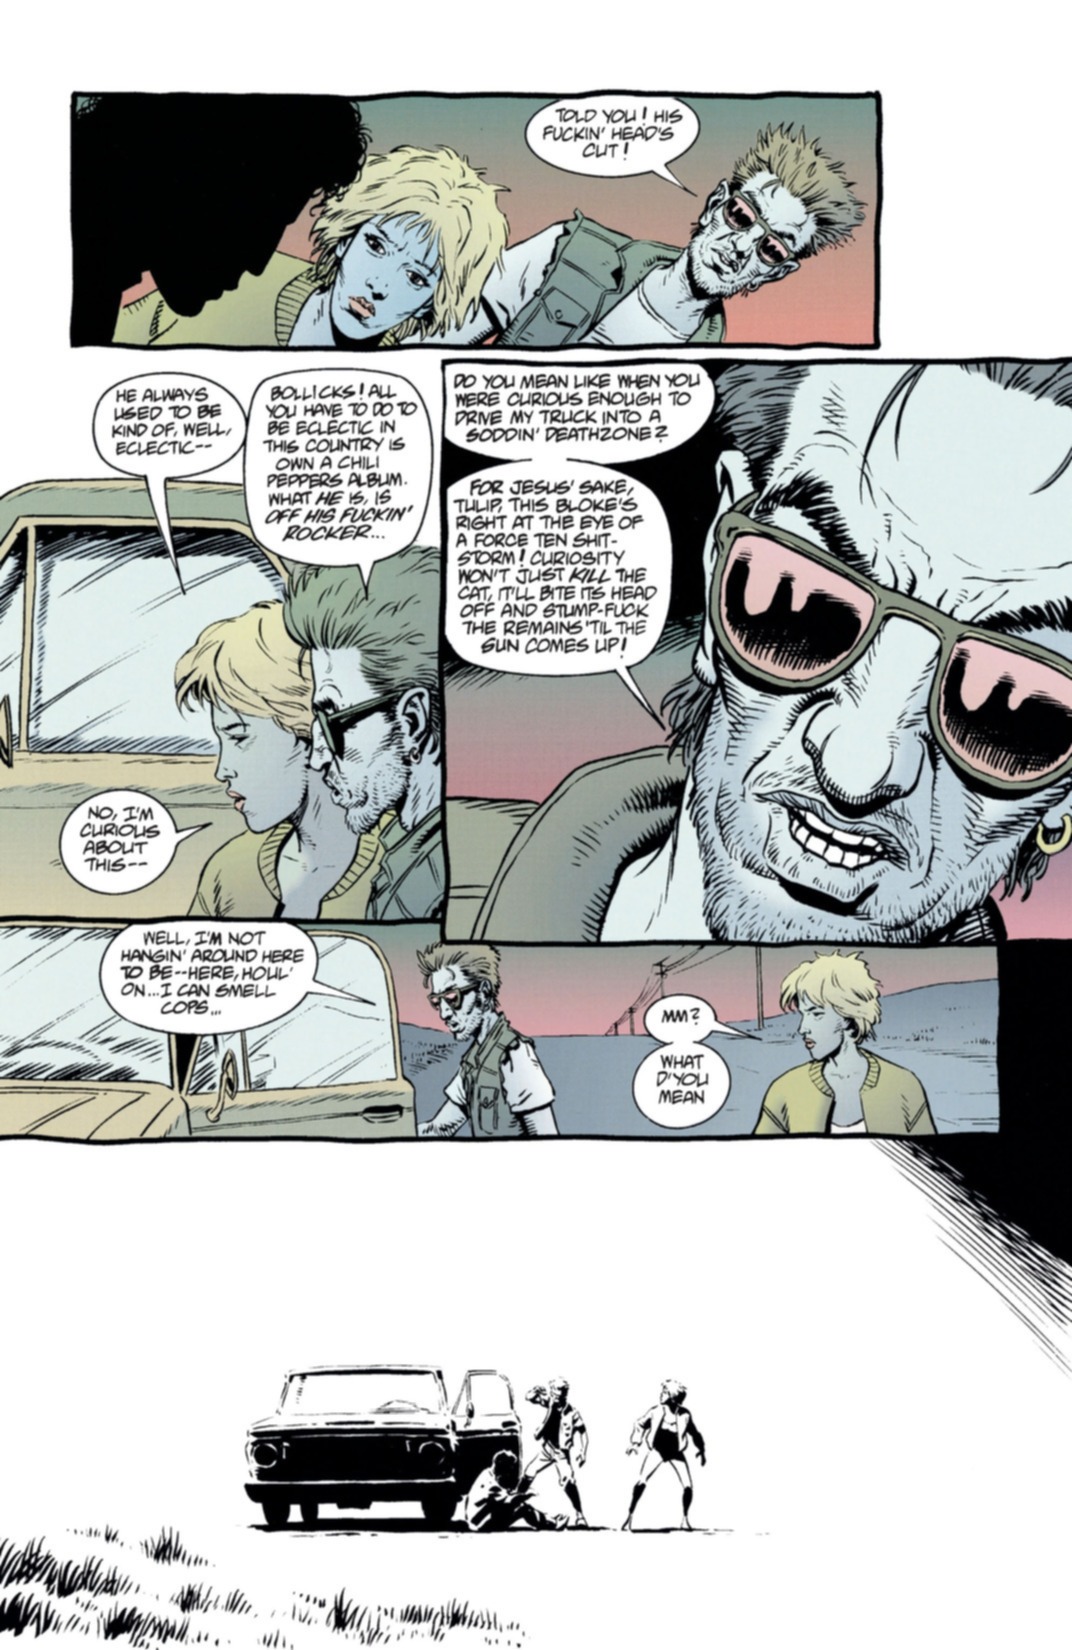 TOLD YOU! HIS
FUCKIN' HEAD'S
CUT!
HE ALWAYS
USED TO BE
KIND OF, WELL,
ECLECTIC--
BOLLICKS! ALL
YOU HAVE TO DO TO
BE ECLECTIC IN
THIS COUNTRY IS
OWN A CHILI
PEPPERS ALBUM.
WHAT HE IS, IS
OFF HIS FUCKIN'
ROCKER...
NO, I'M
CURIOUS
ABOUT
THIS--
DO YOU MEAN LIKE WHEN YOU
WERE CURIOUS ENOUGH TO
DRIVE MY TRUCK INTO A
SODDIN' DEATHZONE?
FOR JESUS' SAKE,
TULIP, THIS BLOKE'S
RIGHT AT THE EYE OF
A FORCE TEN SHIT-
STORM! CURIOSITY
WON'T JUST KILL THE
CAT, IT'LL BITE ITS HEAD
OFF AND STUMP-FUCK
THE REMAINS 'TIL THE
SUN COMES UP!
WELL, I'M NOT
HANGIN' AROUND HERE
TO BE--HERE, HOUL'
ON...I CAN SMELL
COPS...
MM?
WHAT
D'YOU
MEAN